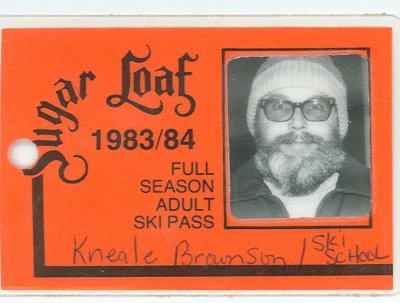 Sugar Loaf
1983/84
FULL
SEASON
ADULT
SKI PASS
Kneale Brownson / Ski SCHOOL